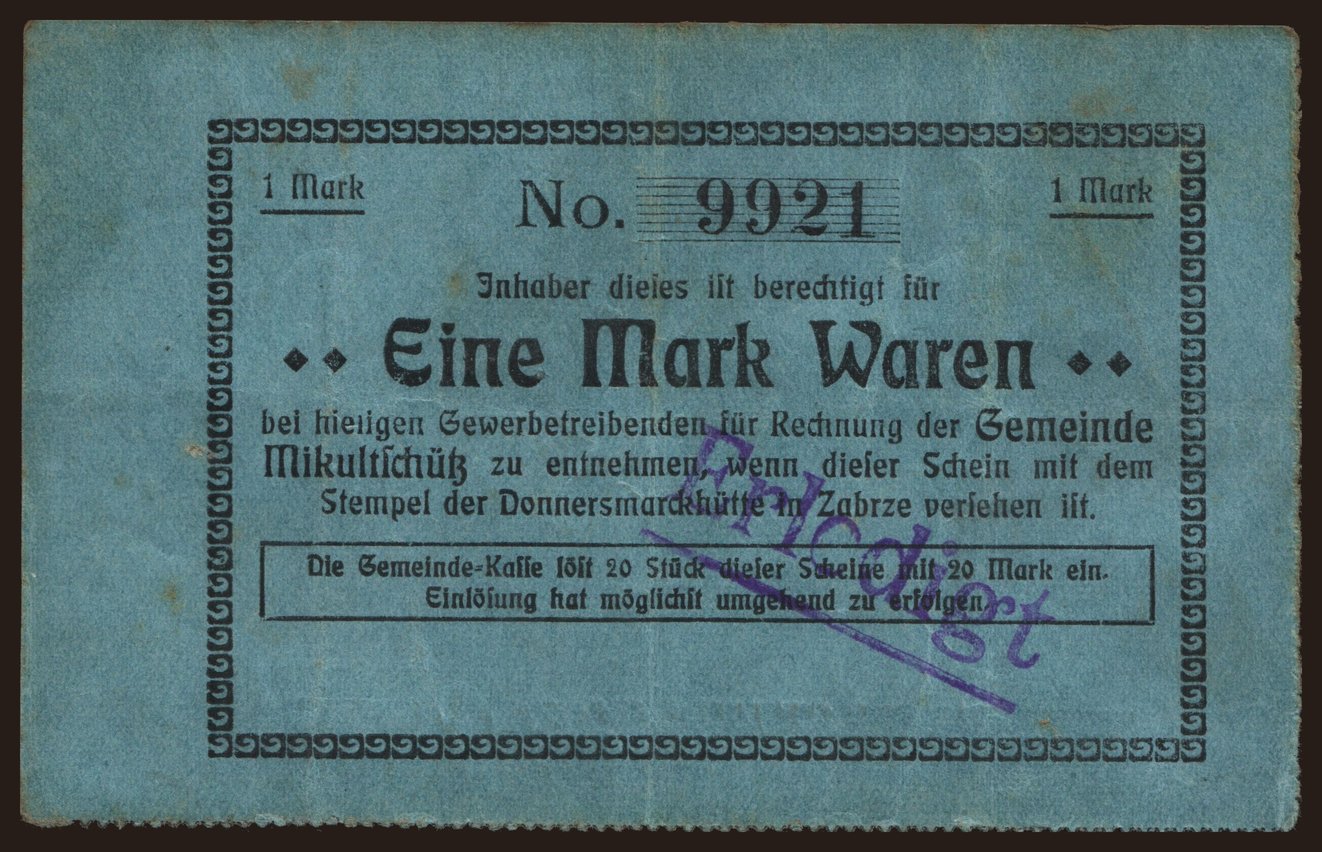 1 Mark No. 9921 1 Mark
Inhaber dieſes iſt berechtigt für
Eine Mark Waren
bei hieſigen Gewerbetreibenden für Rechnung der Gemeinde
Mikultſchütz zu entnehmen, wenn dieſer Schein mit dem
Stempel der Donnersmarckhütte in Zabrze verſehen iſt.
Die Gemeinde-Kaſſe löſt 20 Stück dieſer Scheine mit 20 Mark ein.
Einlöſung hat möglichſt umgehend zu erfolgen.
Erledigt